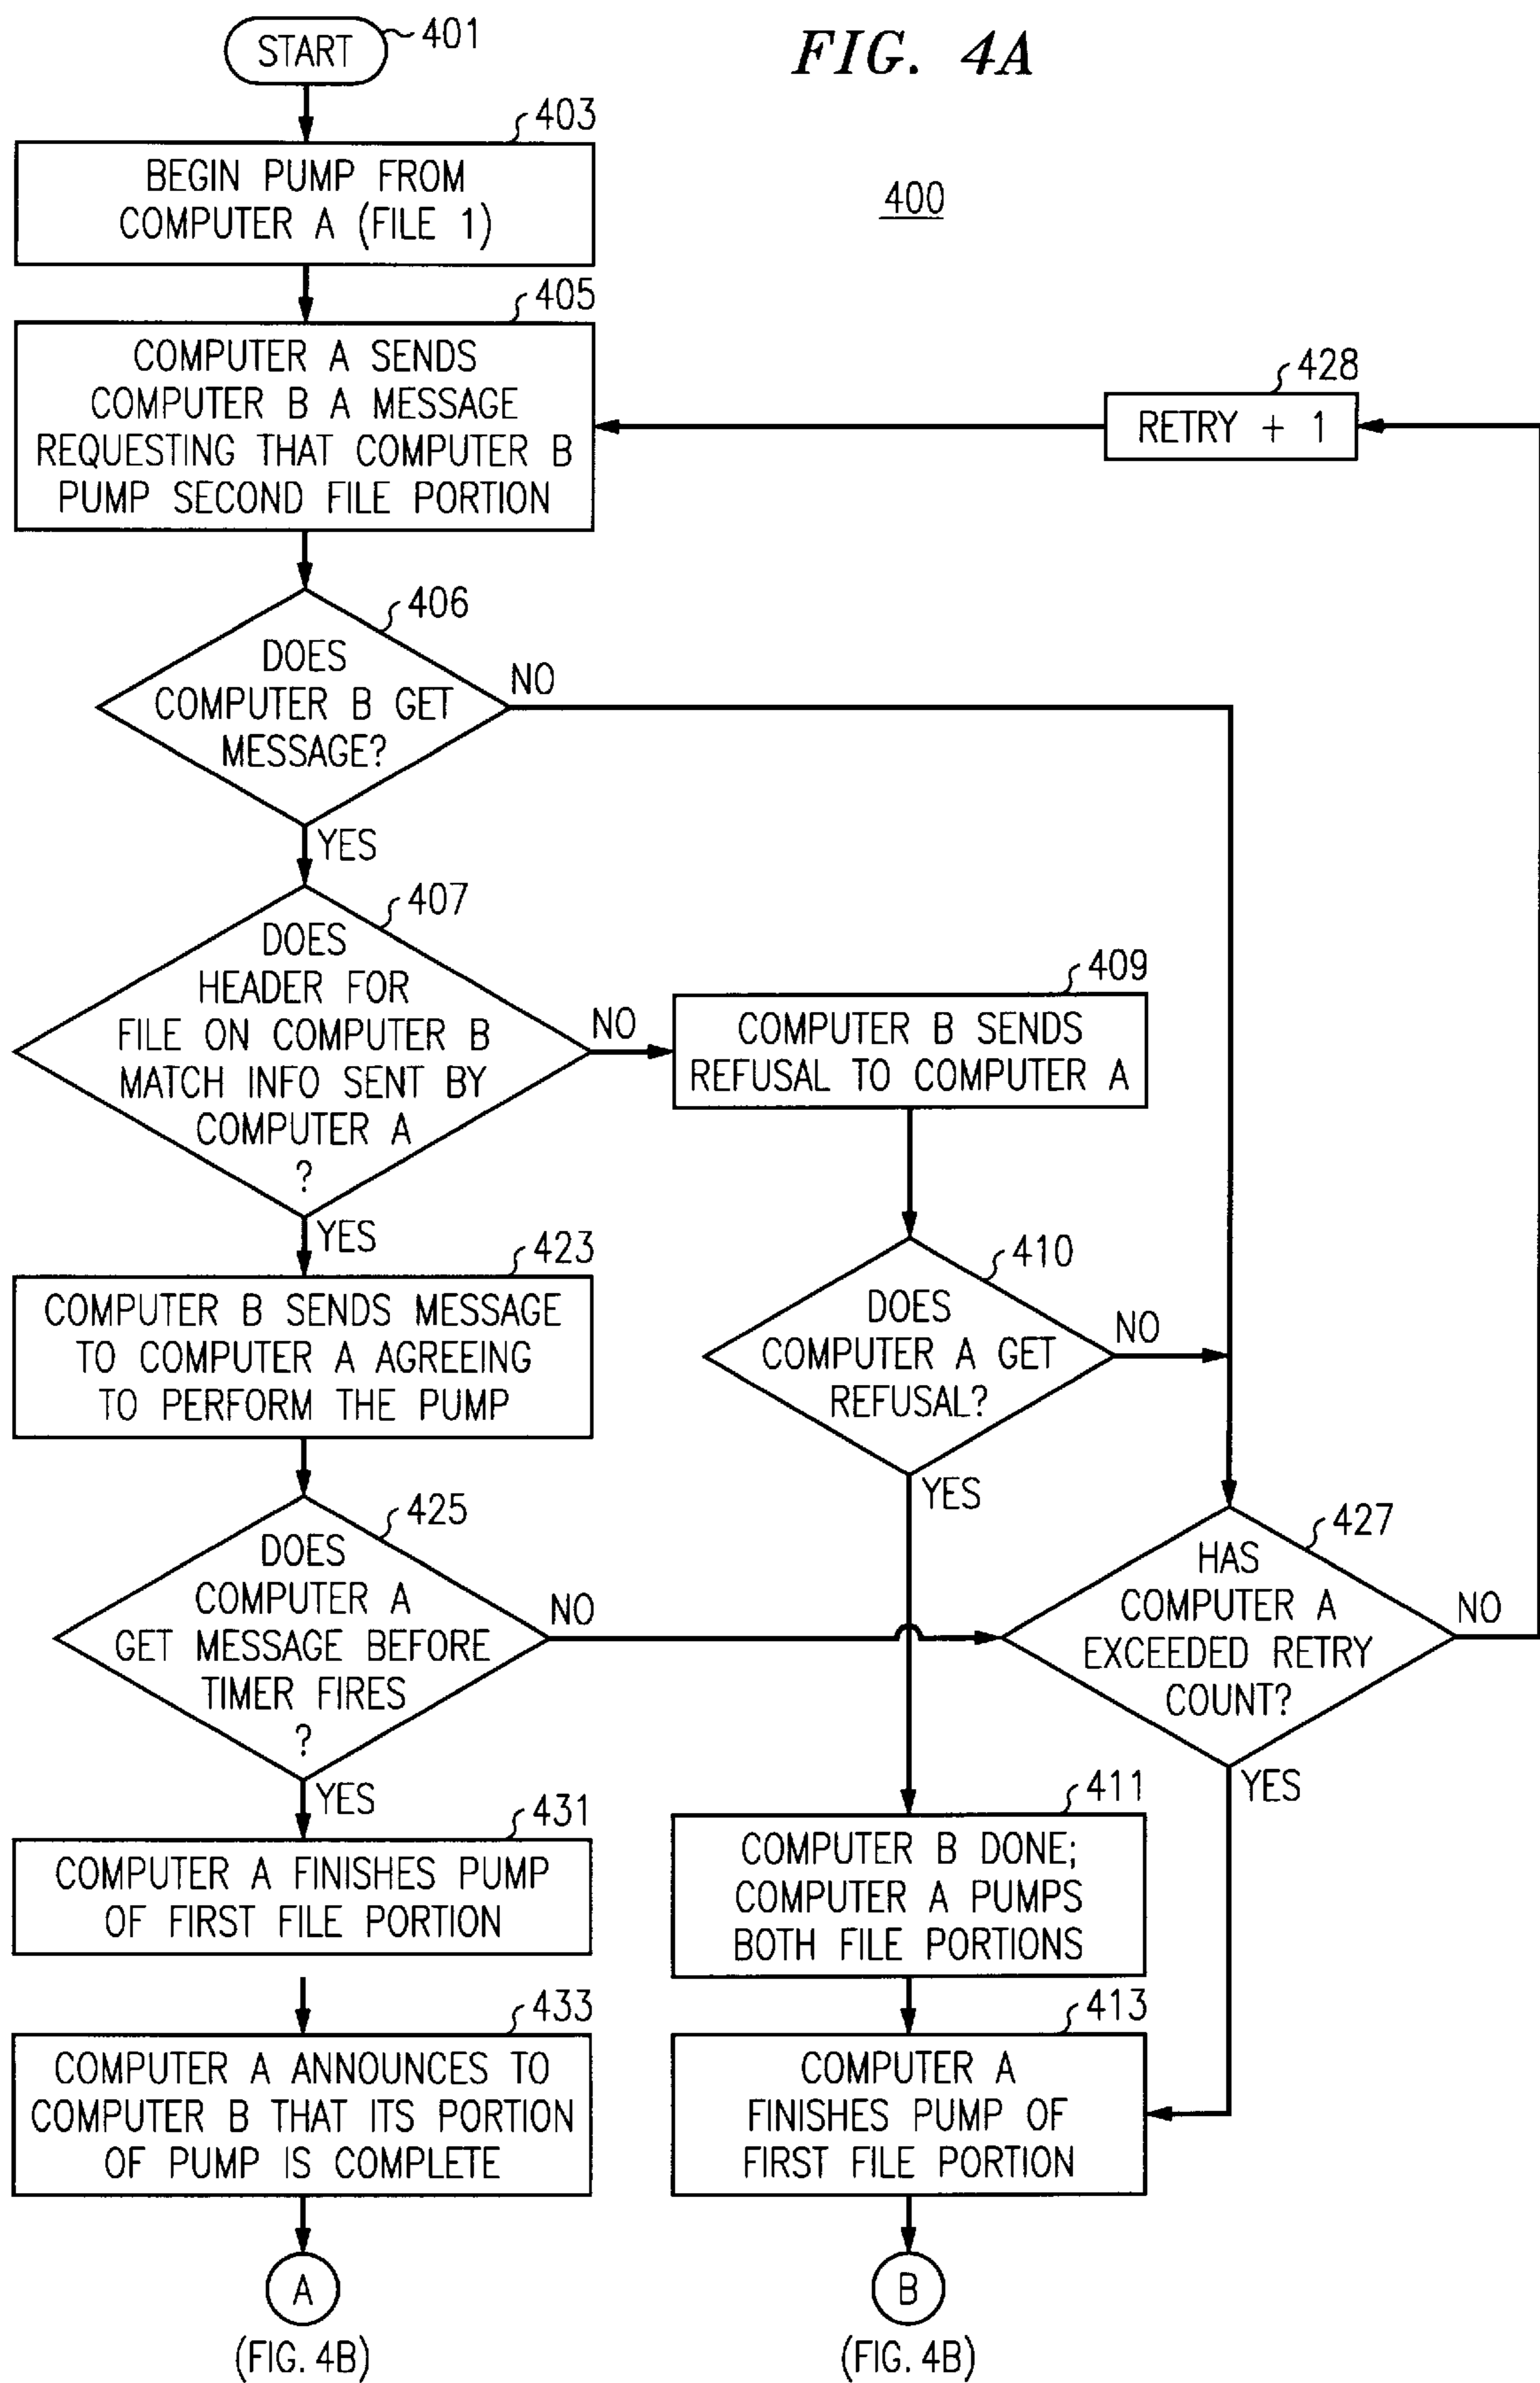 FIG. 4A
400
START
401
403
BEGIN PUMP FROM
COMPUTER A (FILE 1)
405
COMPUTER A SENDS
COMPUTER B A MESSAGE
REQUESTING THAT COMPUTER B
PUMP SECOND FILE PORTION
428
RETRY + 1
406
DOES
COMPUTER B GET
MESSAGE?
NO
YES
407
DOES
HEADER FOR
FILE ON COMPUTER B
MATCH INFO SENT BY
COMPUTER A
?
NO
YES
409
COMPUTER B SENDS
REFUSAL TO COMPUTER A
410
DOES
COMPUTER A GET
REFUSAL?
NO
YES
423
COMPUTER B SENDS MESSAGE
TO COMPUTER A AGREEING
TO PERFORM THE PUMP
425
DOES
COMPUTER A
GET MESSAGE BEFORE
TIMER FIRES
?
NO
YES
427
HAS
COMPUTER A
EXCEEDED RETRY
COUNT?
NO
YES
431
COMPUTER A FINISHES PUMP
OF FIRST FILE PORTION
411
COMPUTER B DONE;
COMPUTER A PUMPS
BOTH FILE PORTIONS
433
COMPUTER A ANNOUNCES TO
COMPUTER B THAT ITS PORTION
OF PUMP IS COMPLETE
413
COMPUTER A
FINISHES PUMP OF
FIRST FILE PORTION
A
(FIG. 4B)
B
(FIG. 4B)